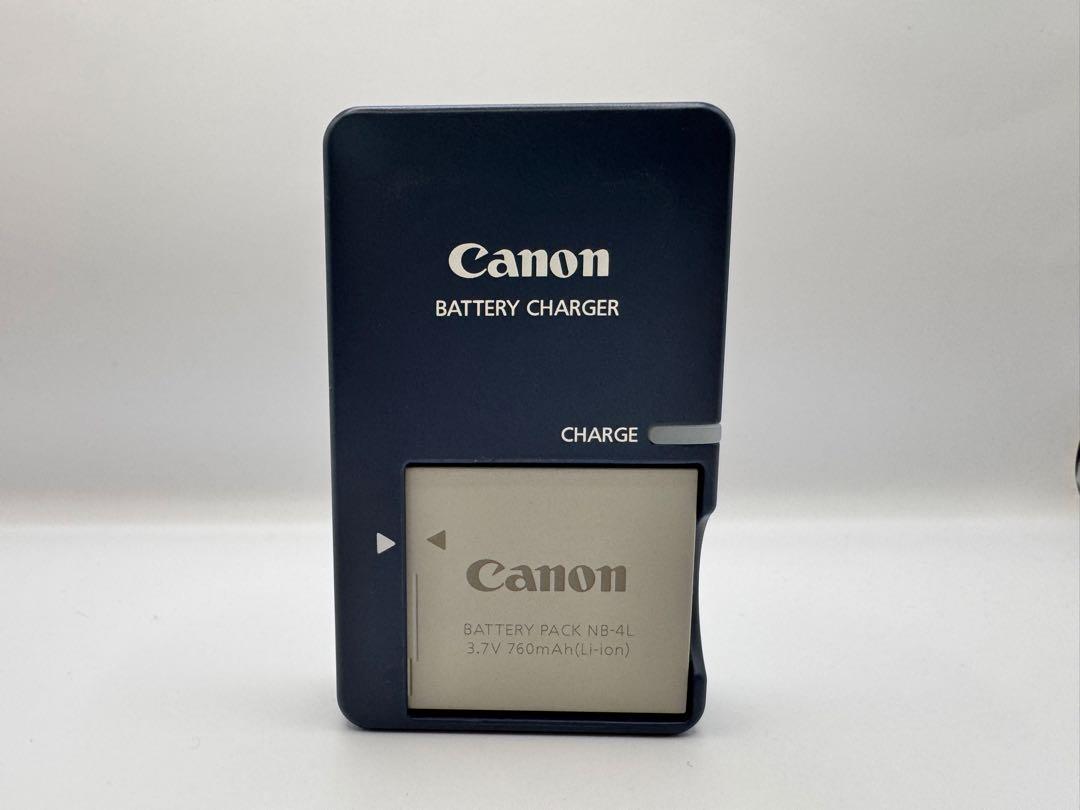 Canon
BATTERY CHARGER
CHARGE
Canon
BATTERY PACK NB-4L
3.7V 760mAh(Li-ion)